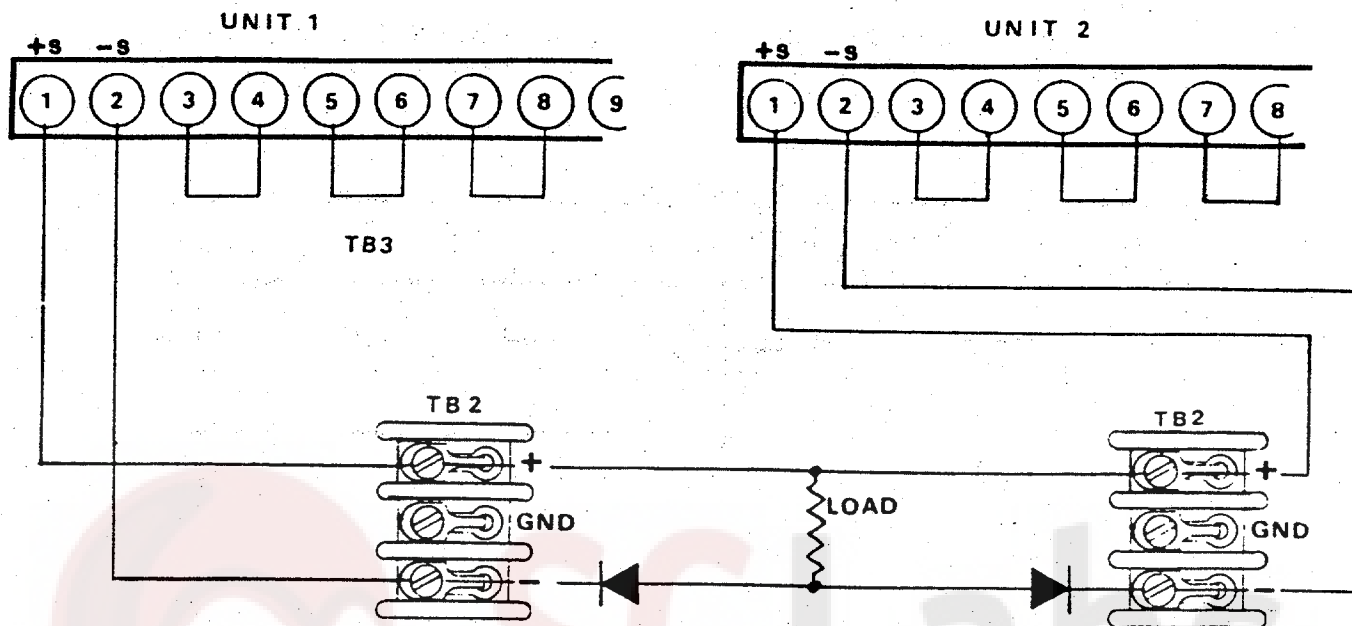 UNIT 1
+s -s
1 2 3 4 5 6 7 8 9
TB3
UNIT 2
+s -s
1 2 3 4 5 6 7 8
TB2
+
GND
-
LOAD
TB2
+
GND
-